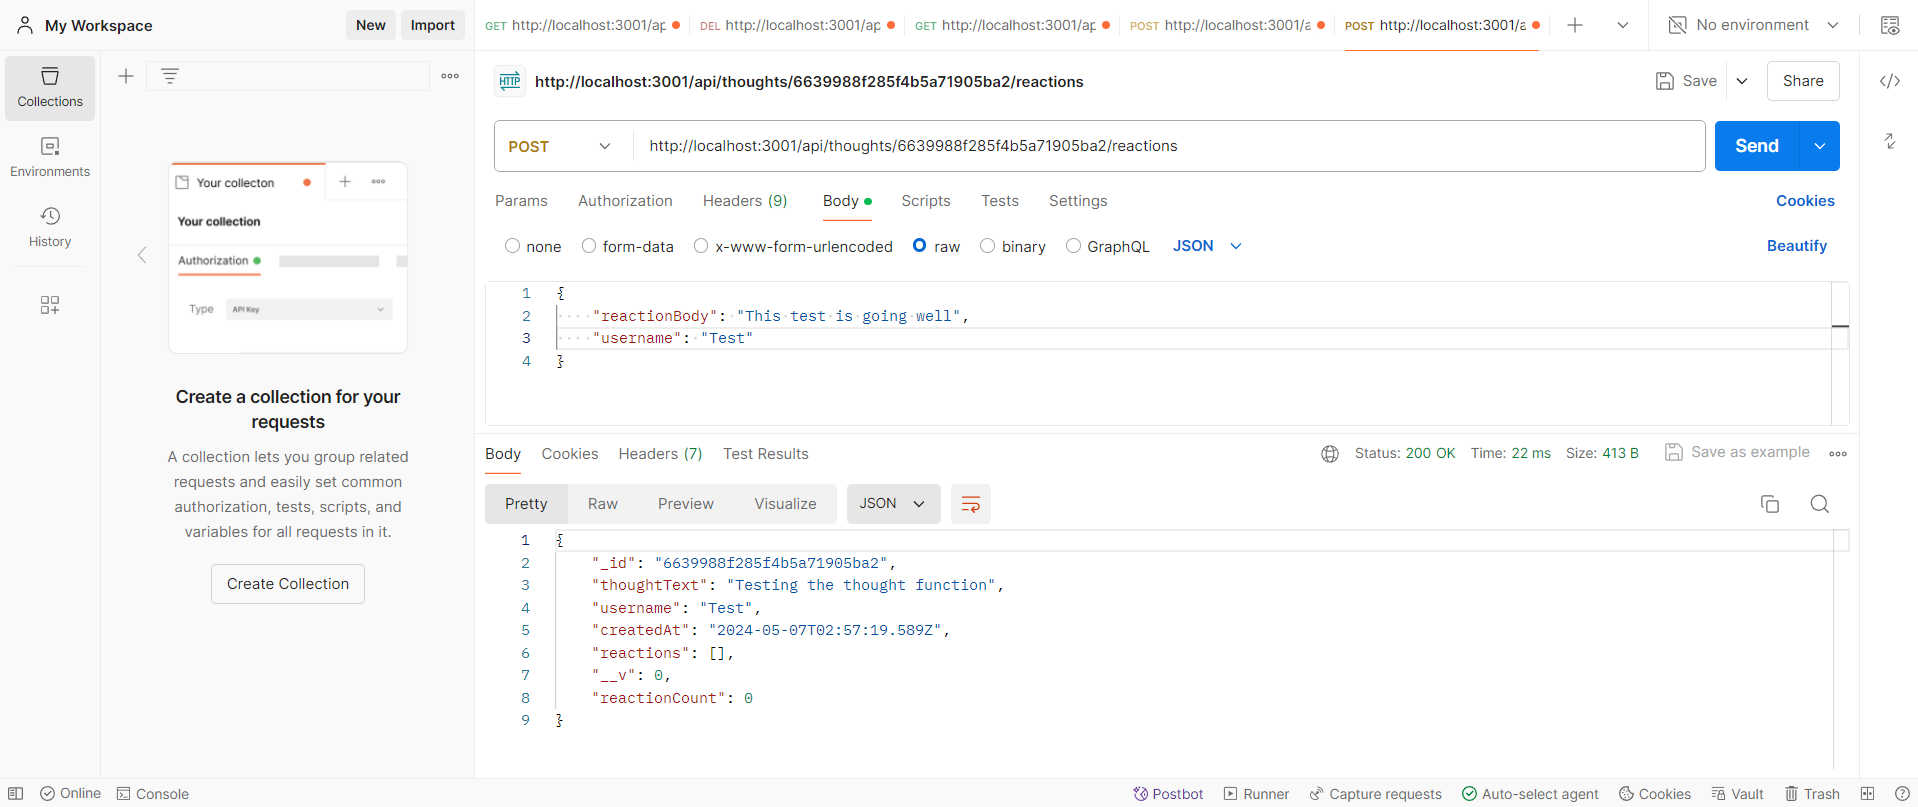 My Workspace
New
Import
GET http://localhost:3001/ap
DEL http://localhost:3001/ap
GET http://localhost:3001/ap
POST http://localhost:3001/a
POST http://localhost:3001/a
No environment
Collections
Environments
History
Your collecton
Your collection
Authorization
Type
API Key
Create a collection for your
requests
A collection lets you group related
requests and easily set common
authorization, tests, scripts, and
variables for all requests in it.
Create Collection
HTTP
http://localhost:3001/api/thoughts/6639988f285f4b5a71905ba2/reactions
Save
Share
POST
http://localhost:3001/api/thoughts/6639988f285f4b5a71905ba2/reactions
Send
Params
Authorization
Headers (9)
Body
Scripts
Tests
Settings
Cookies
none
form-data
x-www-form-urlencoded
raw
binary
GraphQL
JSON
Beautify
1 {
2 "reactionBody": "This test is going well",
3 "username": "Test"
4 }
Body
Cookies
Headers (7)
Test Results
Status: 200 OK
Time: 22 ms
Size: 413 B
Save as example
Pretty
Raw
Preview
Visualize
JSON
1 {
2 "_id": "6639988f285f4b5a71905ba2",
3 "thoughtText": "Testing the thought function",
4 "username": "Test",
5 "createdAt": "2024-05-07T02:57:19.589Z",
6 "reactions": [],
7 "__v": 0,
8 "reactionCount": 0
9 }
Online
Console
Postbot
Runner
Capture requests
Auto-select agent
Cookies
Vault
Trash